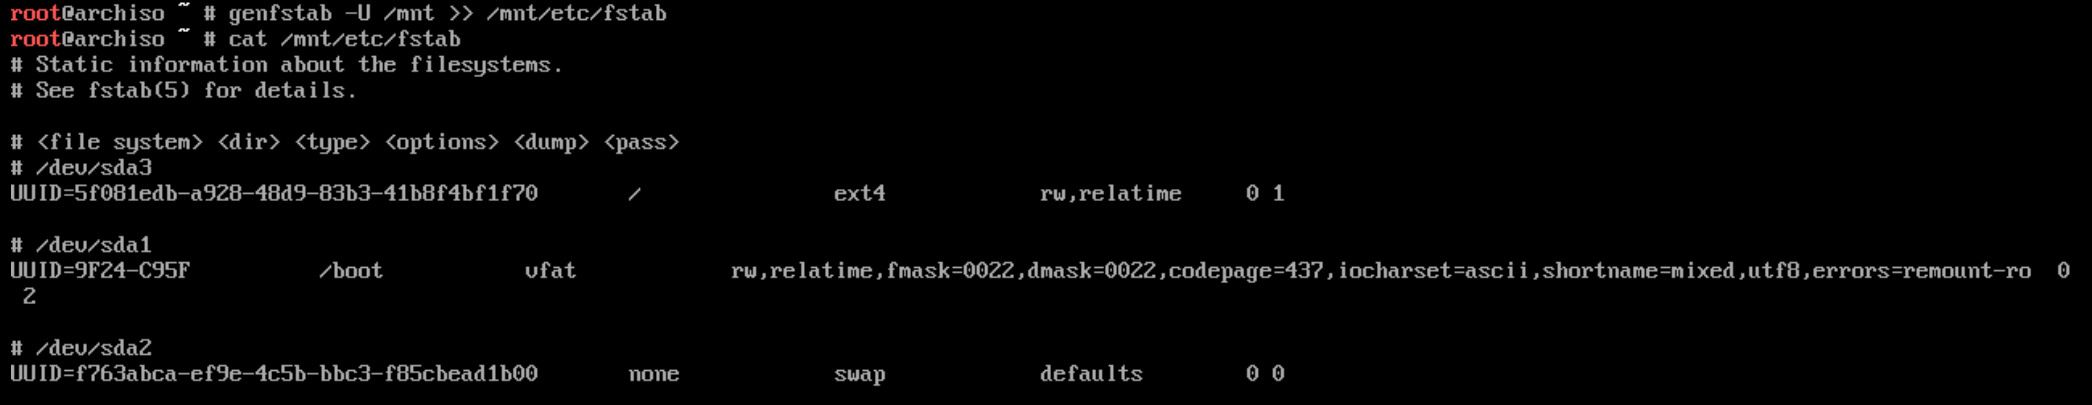 root@archiso ~ # genfstab -U /mnt >> /mnt/etc/fstab
root@archiso ~ # cat /mnt/etc/fstab
# Static information about the filesystems.
# See fstab(5) for details.
# <file system> <dir> <type> <options> <dump> <pass>
# /dev/sda3
UUID=5f081edb-a928-48d9-83b3-41b8f4bf1f70 / ext4 rw,relatime 0 1
# /dev/sda1
UUID=9F24-C95F /boot vfat rw,relatime,fmask=0022,dmask=0022,codepage=437,iocharset=ascii,shortname=mixed,utf8,errors=remount-ro 0
2
# /dev/sda2
UUID=f763abca-ef9e-4c5b-bbc3-f85cbead1b00 none swap defaults 0 0